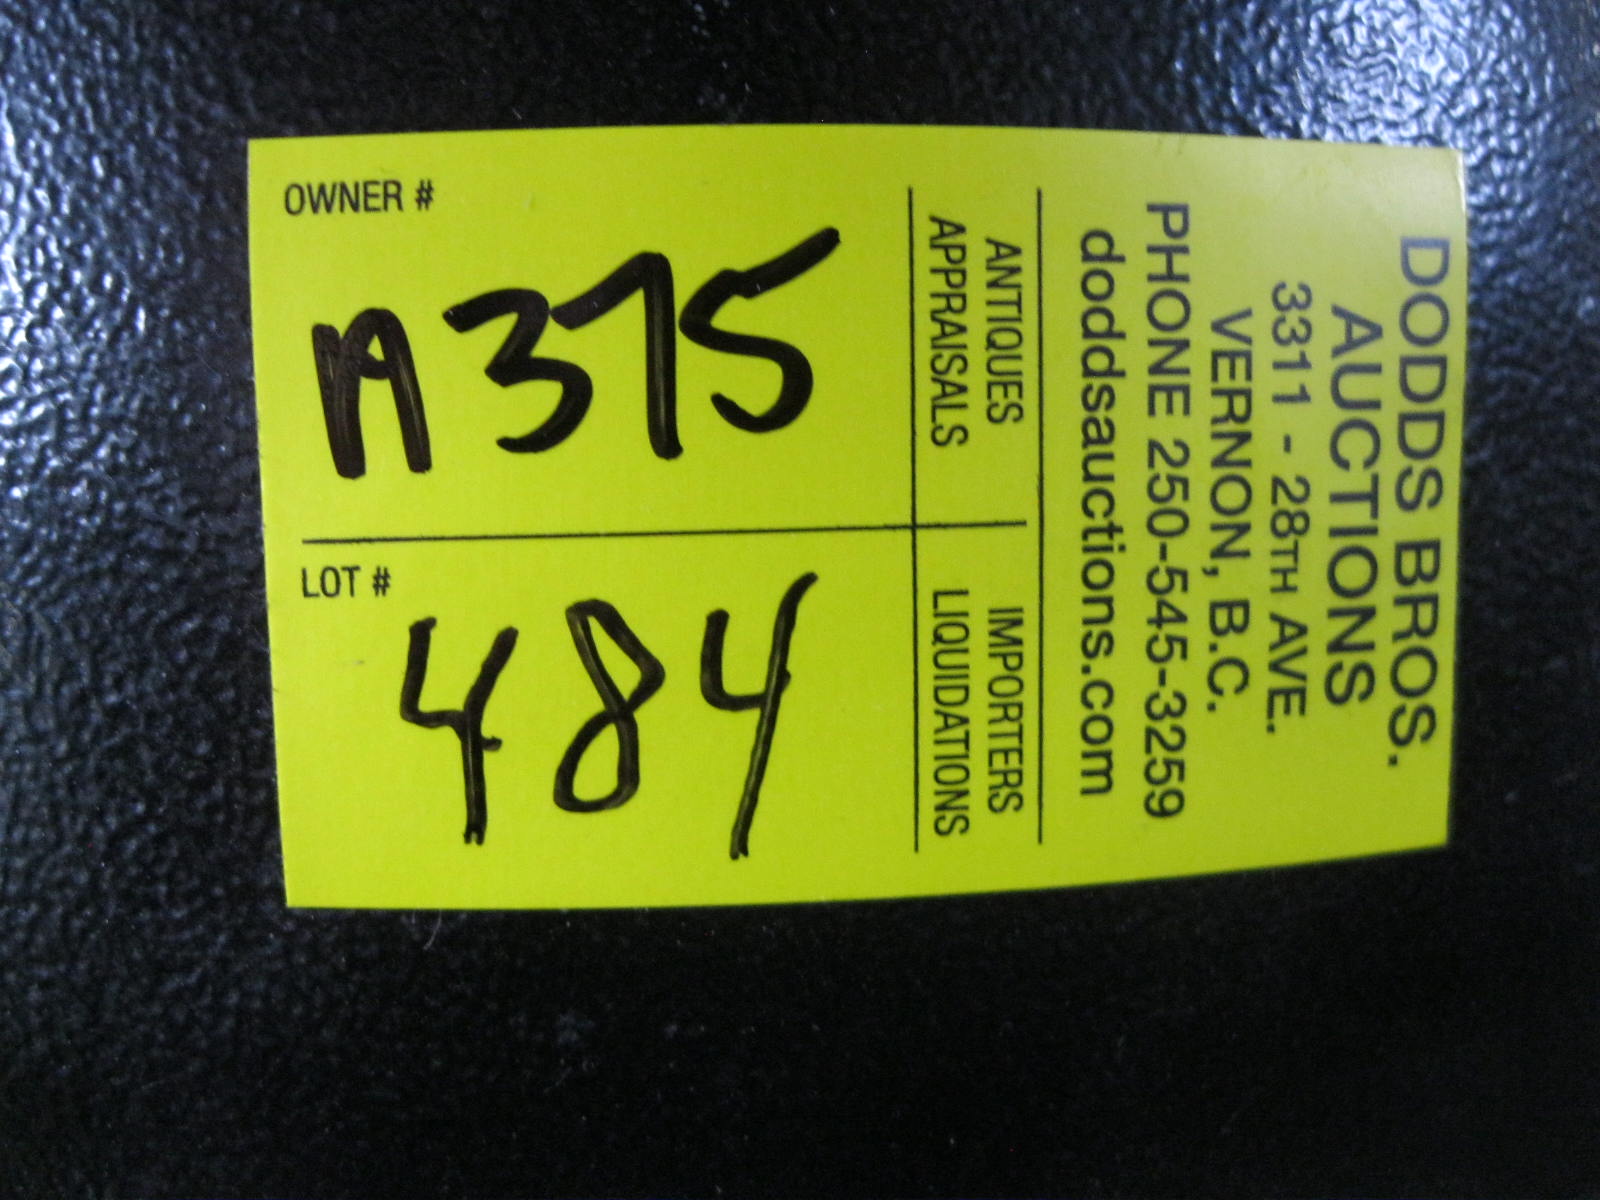 DODDS BROS.
AUCTIONS
3311 - 28TH AVE.
VERNON, B.C.
PHONE 250-545-3259
doddsauctions.com
ANTIQUES
APPRAISALS
IMPORTERS
LIQUIDATIONS
OWNER #
A375
LOT #
484